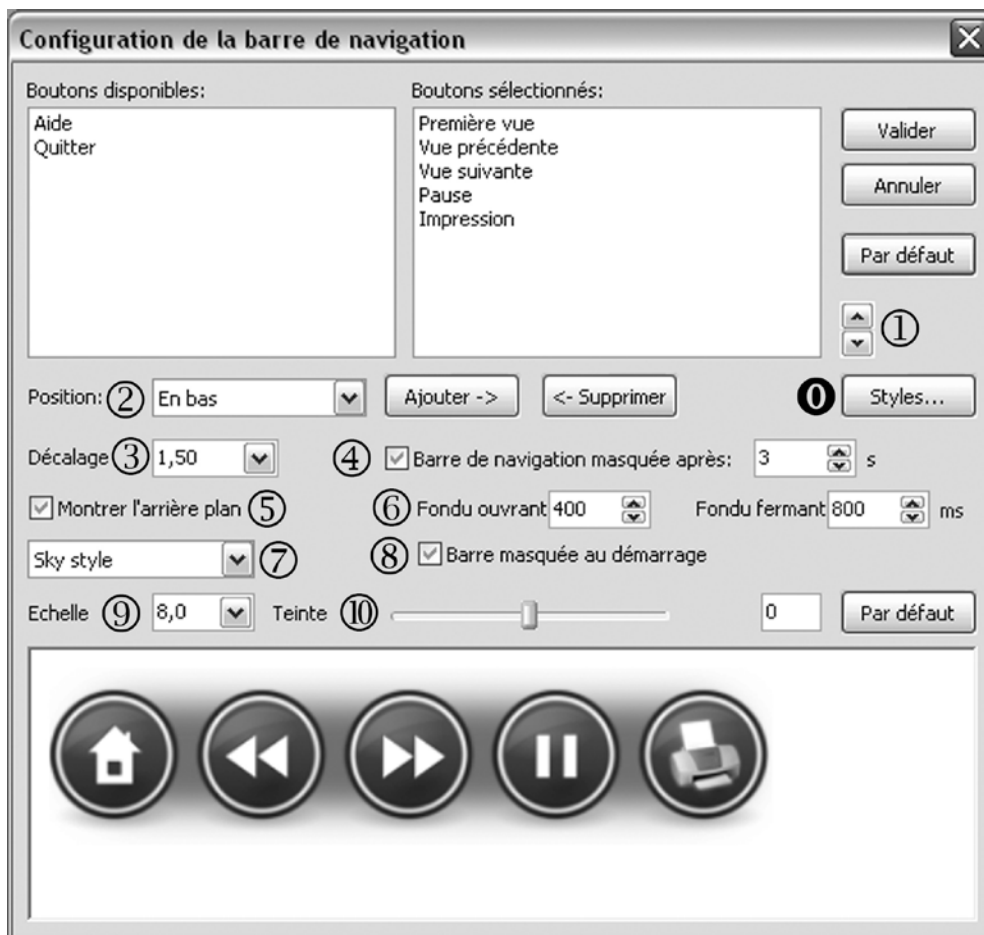 Configuration de la barre de navigation
Boutons disponibles: Boutons sélectionnés:
Aide
Quitter
Première vue
Vue précédente
Vue suivante
Pause
Impression
Valider
Annuler
Par défaut
①
Position: ② En bas Ajouter -> <- Supprimer ⓿ Styles...
Décalage ③ 1,50 ④ Barre de navigation masquée après: 3 s
Montrer l'arrière plan ⑤ ⑥ Fondu ouvrant 400 Fondu fermant 800 ms
Sky style ⑦ ⑧ Barre masquée au démarrage
Echelle ⑨ 8,0 Teinte ⑩ 0 Par défaut